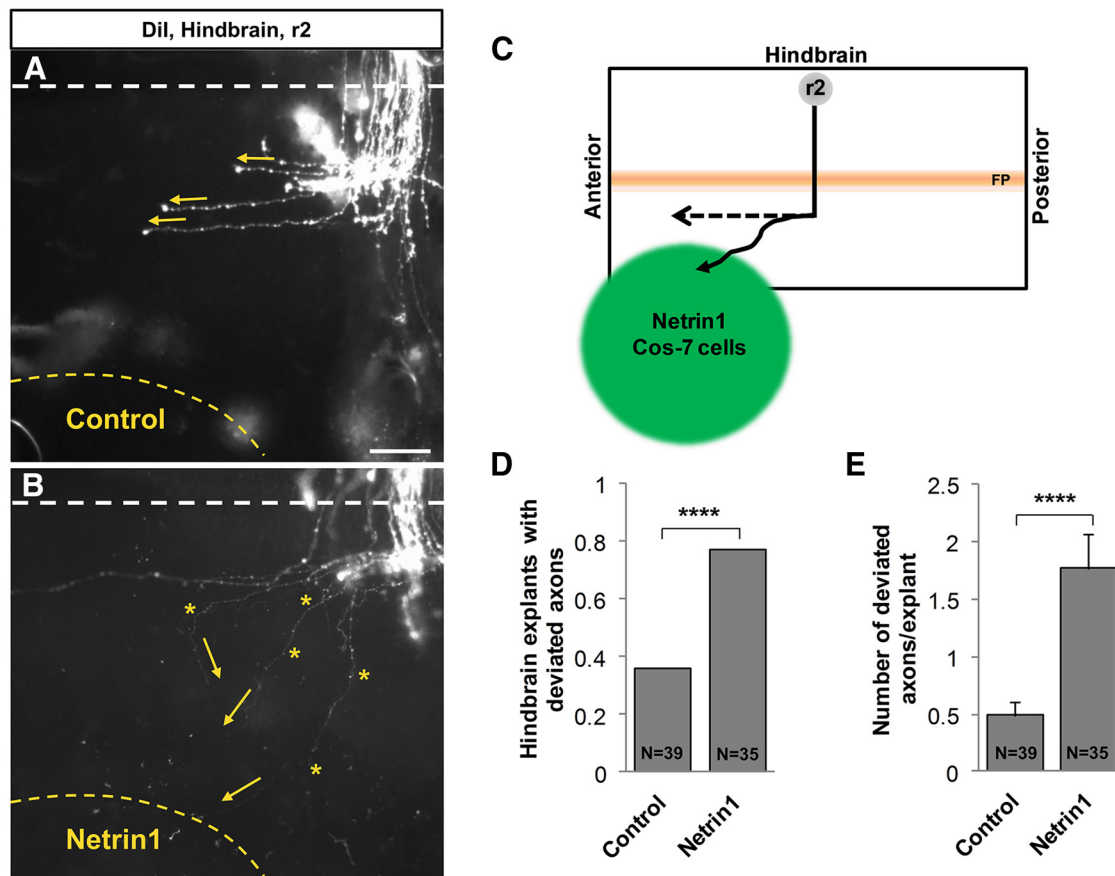 DiI, Hindbrain, r2
A
Control
B
****
Netrin1
C
Hindbrain
r2
Anterior
FP
Posterior
Netrin1
Cos-7 cells
D
Hindbrain explants with
deviated axons
1
0.8
0.6
0.4
0.2
0
****
N=39
N=35
Control
Netrin1
E
Number of deviated
axons/explant
2.5
2
1.5
1
0.5
0
****
N=39
N=35
Control
Netrin1